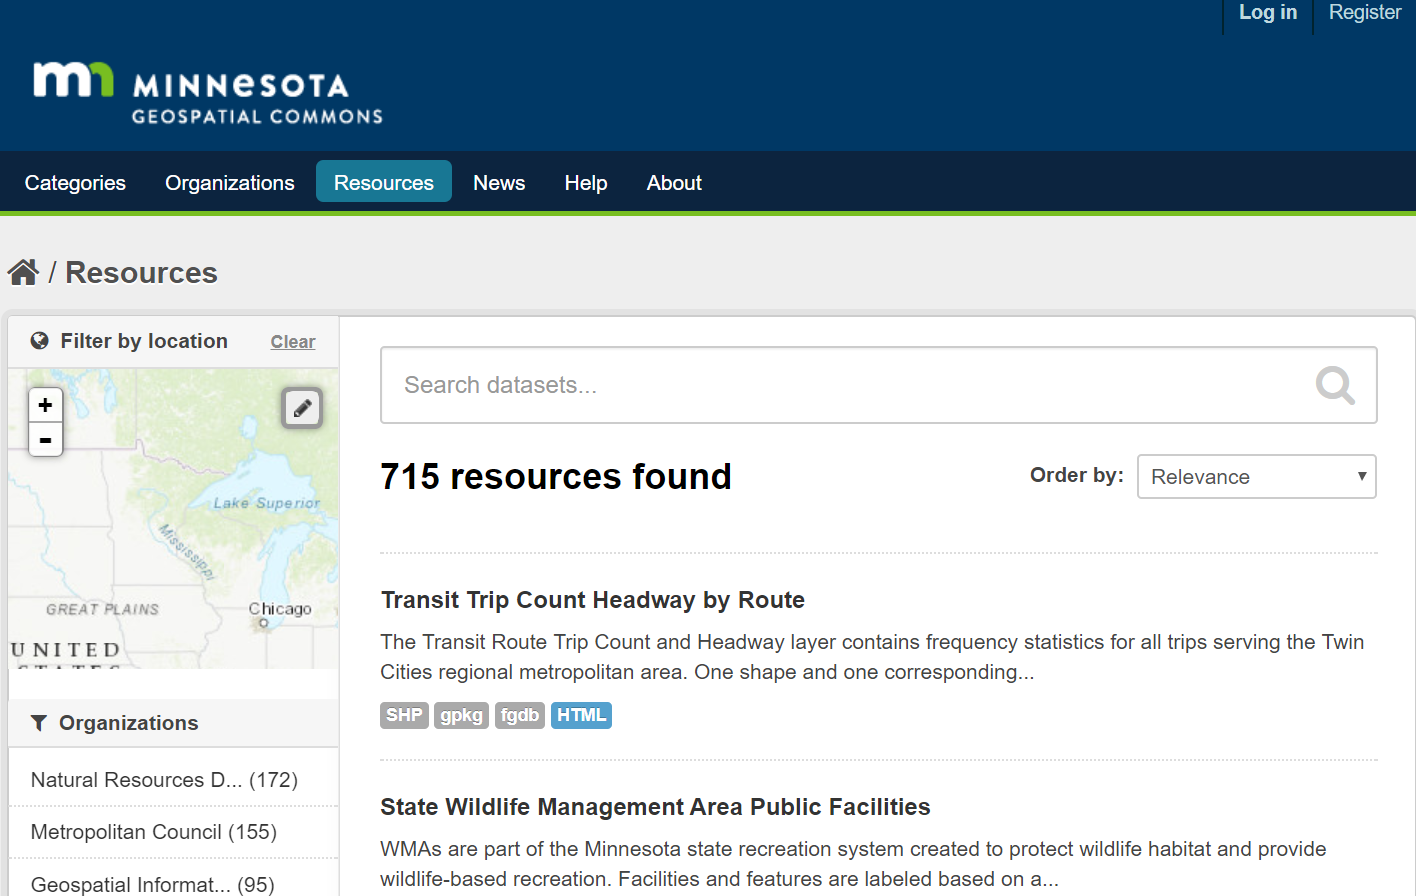 Log in Register
mn MINNESOTA
GEOSPATIAL COMMONS
Categories Organizations Resources News Help About
/ Resources
Filter by location Clear
+
-
Lake Superior
Mississippi
GREAT PLAINS
Chicago
UNITED
STATES
Organizations
Natural Resources D... (172)
Metropolitan Council (155)
Geospatial Informat... (95)
Search datasets...
715 resources found
Order by: Relevance
Transit Trip Count Headway by Route
The Transit Route Trip Count and Headway layer contains frequency statistics for all trips serving the Twin
Cities regional metropolitan area. One shape and one corresponding...
SHP gpkg fgdb HTML
State Wildlife Management Area Public Facilities
WMAs are part of the Minnesota state recreation system created to protect wildlife habitat and provide
wildlife-based recreation. Facilities and features are labeled based on a...